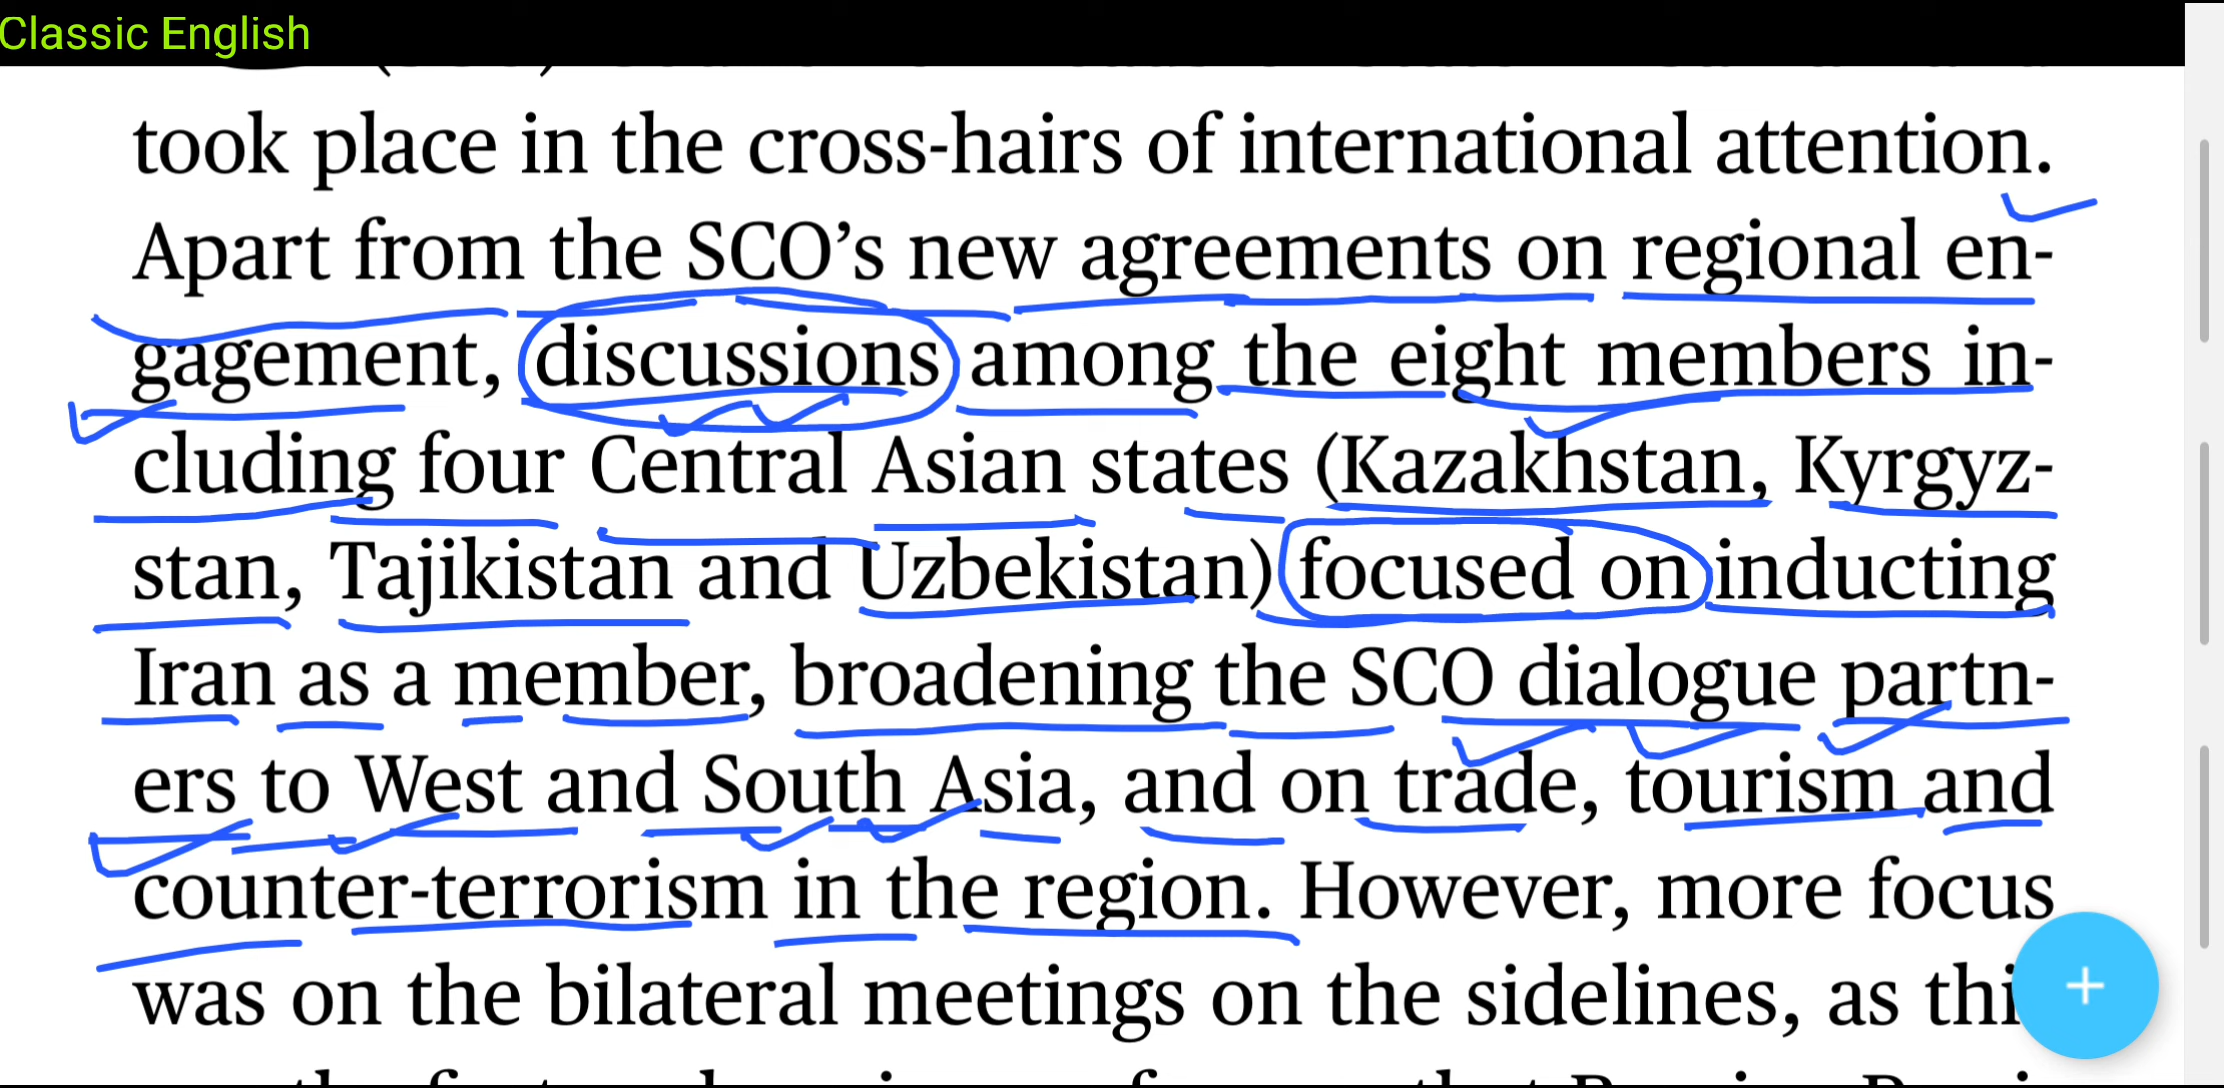 Classic English
took place in the cross-hairs of international attention.
Apart from the SCO’s new agreements on regional en-
gagement, discussions among the eight members in-
cluding four Central Asian states (Kazakhstan, Kyrgyz-
stan, Tajikistan and Uzbekistan) focused on inducting
Iran as a member, broadening the SCO dialogue partn-
ers to West and South Asia, and on trade, tourism and
counter-terrorism in the region. However, more focus
was on the bilateral meetings on the sidelines, as